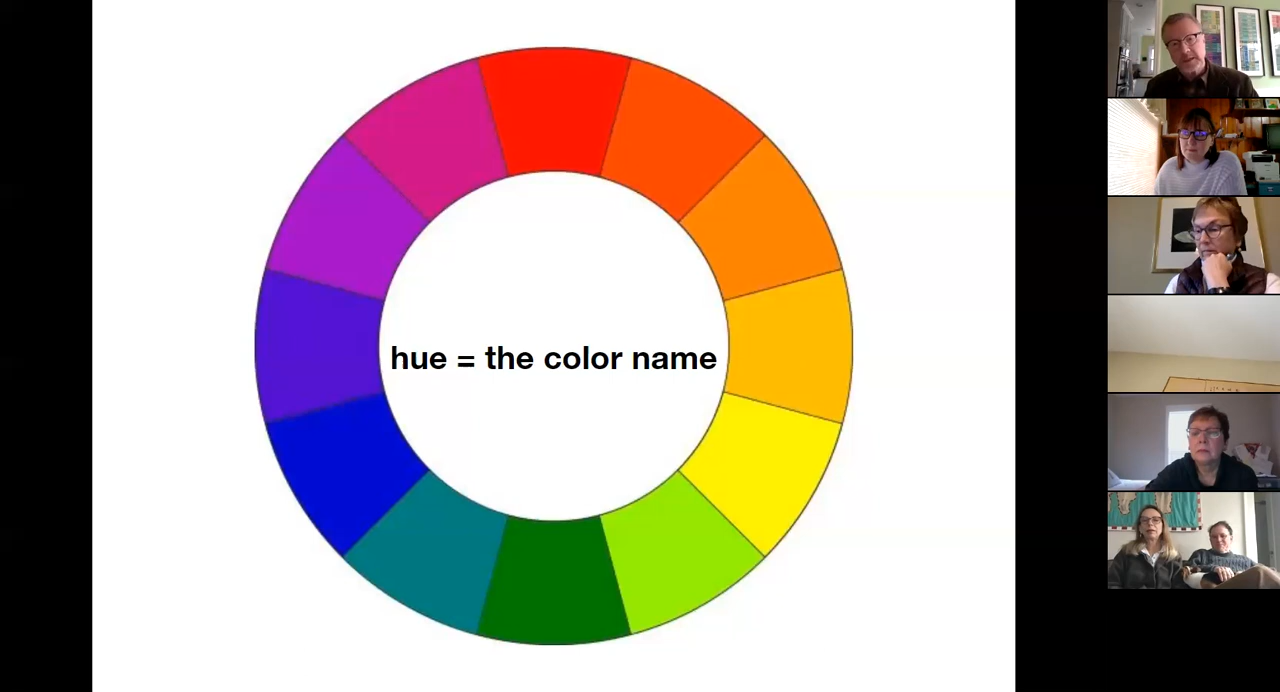 hue = the color name